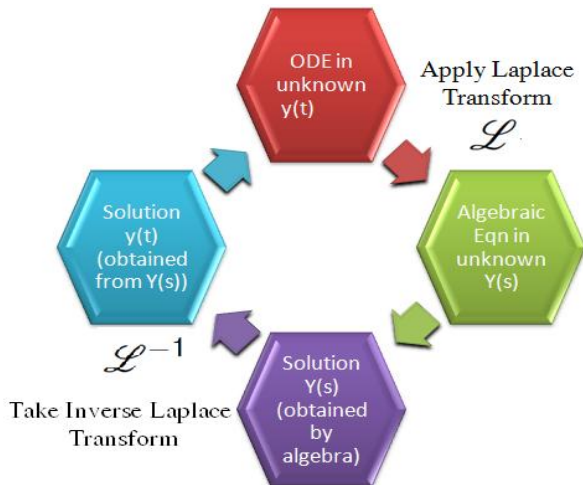 ODE in
unknown
y(t)
Apply Laplace
Transform
ℒ
Algebraic
Eqn in
unknown
Y(s)
Solution
Y(s)
(obtained
by
algebra)
ℒ⁻¹
Take Inverse Laplace
Transform
Solution
y(t)
(obtained
from Y(s))